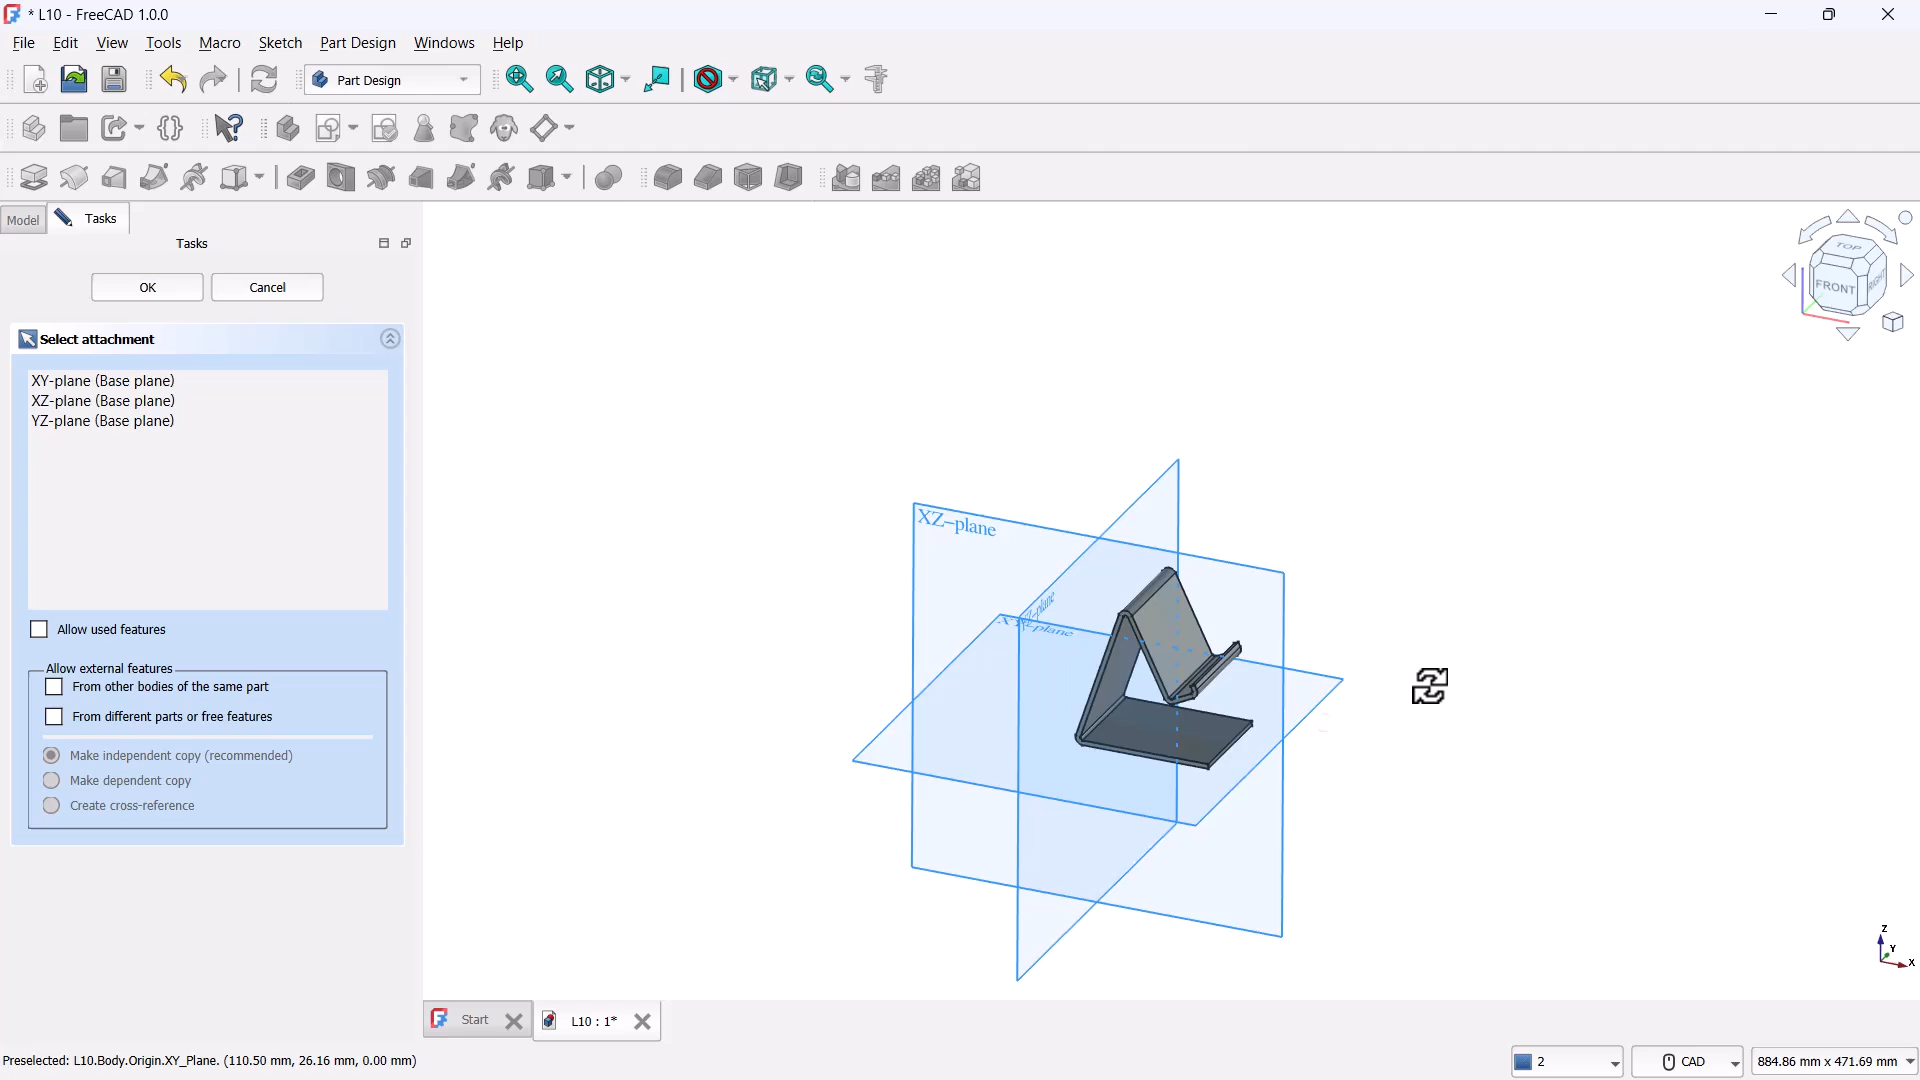 * L10 - FreeCAD 1.0.0
File Edit View Tools Macro Sketch Part Design Windows Help
Part Design
Model Tasks
Tasks
OK Cancel
Select attachment
XY-plane (Base plane)
XZ-plane (Base plane)
YZ-plane (Base plane)
Allow used features
Allow external features
From other bodies of the same part
From different parts or free features
Make independent copy (recommended)
Make dependent copy
Create cross-reference
XZ-plane
XY-plane
TOP
FRONT
RIGHT
Z
Y
X
Start
L10 : 1*
Preselected: L10.Body.Origin.XY_Plane. (110.50 mm, 26.16 mm, 0.00 mm)
2
CAD
884.86 mm x 471.69 mm